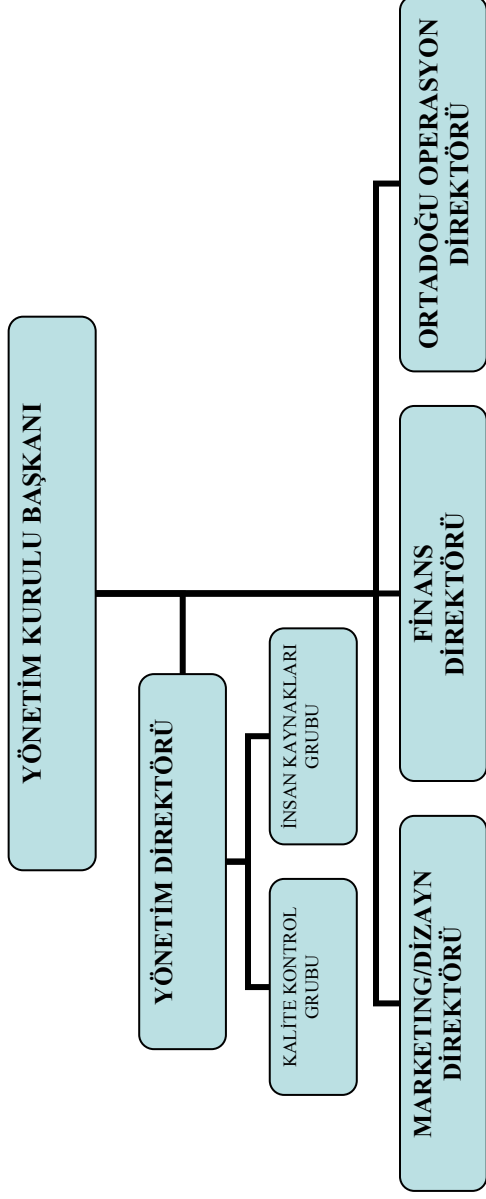 YÖNETİM KURULU BAŞKANI
YÖNETİM DİREKTÖRÜ
KALİTE KONTROL
GRUBU
İNSAN KAYNAKLARI
GRUBU
MARKETING/DİZAYN
DİREKTÖRÜ
FİNANS
DİREKTÖRÜ
ORTADOĞU OPERASYON
DİREKTÖRÜ